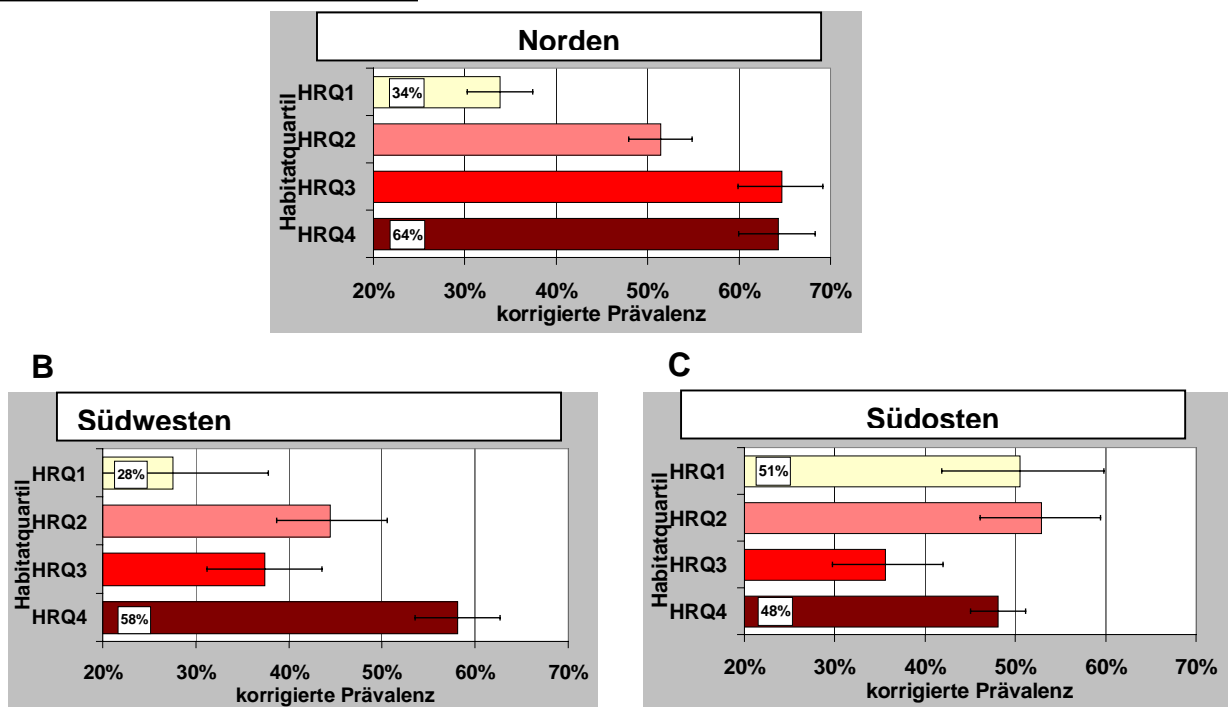 Norden
Habitatquartil
HRQ1
34%
HRQ2
HRQ3
HRQ4
64%
20% 30% 40% 50% 60% 70%
korrigierte Prävalenz
B
Südwesten
Habitatquartil
HRQ1
28%
HRQ2
HRQ3
HRQ4
58%
20% 30% 40% 50% 60% 70%
korrigierte Prävalenz
C
Südosten
Habitatquartil
HRQ1
51%
HRQ2
HRQ3
HRQ4
48%
20% 30% 40% 50% 60% 70%
korrigierte Prävalenz